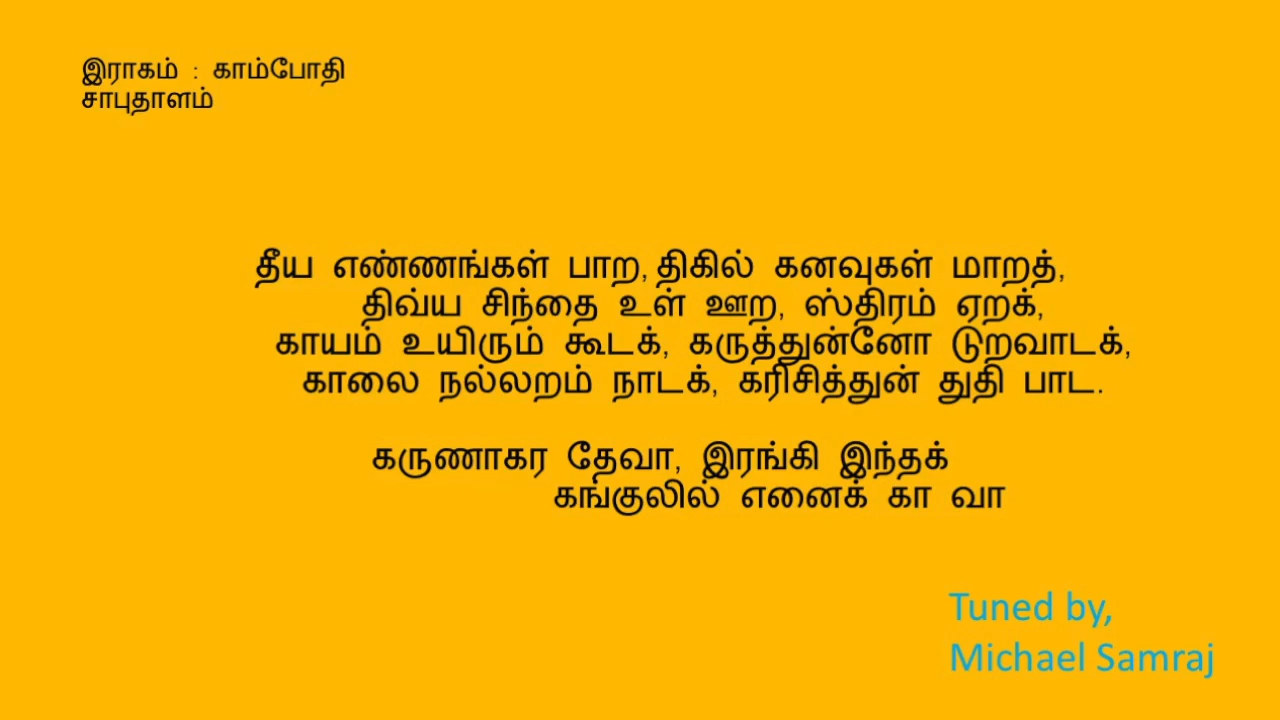 இராகம் : காம்போதி
சாபுதாளம்
தீய எண்ணங்கள் பாற, திகில் கனவுகள் மாறத்,
திவ்ய சிந்தை உள் ஊற, ஸ்திரம் ஏறக்,
காயம் உயிரும் கூடக், கருத்துன்னோ டுறவாடக்,
காலை நல்லறம் நாடக், கரிசித்துன் துதி பாட.
கருணாகர தேவா, இரங்கி இந்தக்
கங்குலில் எனைக் கா வா
Tuned by,
Michael Samraj